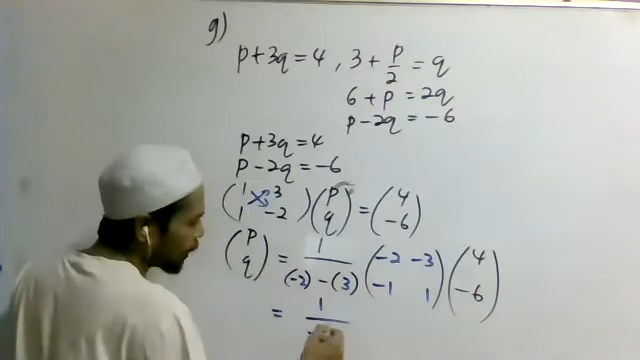 g)
p+3q=4, 3+p/2=q
6+p=2q
p-2q=-6
p+3q=4
p-2q=-6
(1 3; 1 -2)(p; q)=(4; -6)
(p; q)=1/((-2)-(3))(-2 -3; -1 1)(4; -6)
=1/-